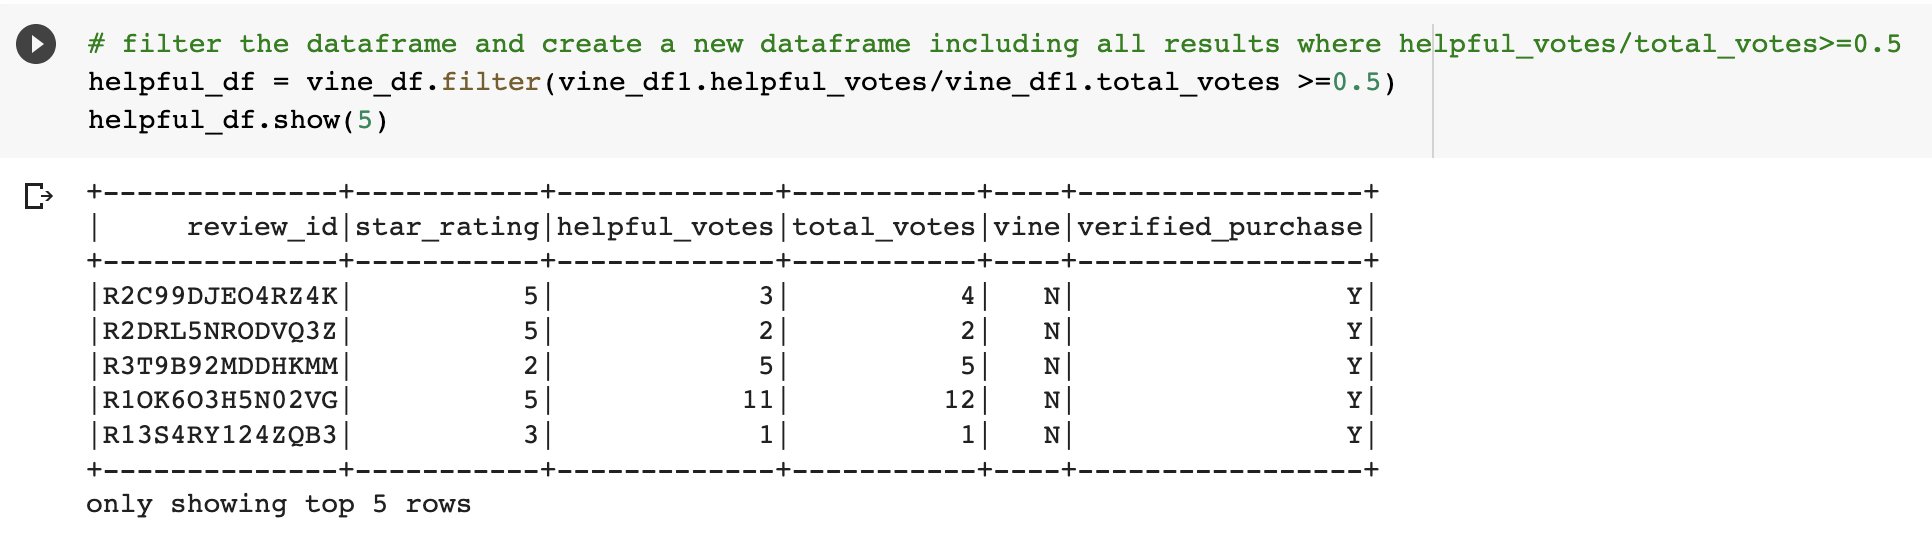 # filter the dataframe and create a new dataframe including all results where helpful_votes/total_votes>=0.5
helpful_df = vine_df.filter(vine_df1.helpful_votes/vine_df1.total_votes >=0.5)
helpful_df.show(5)
+--------------+-----------+-------------+-----------+----+-----------------+
|     review_id|star_rating|helpful_votes|total_votes|vine|verified_purchase|
+--------------+-----------+-------------+-----------+----+-----------------+
|R2C99DJEO4RZ4K|          5|            3|          4|   N|                Y|
|R2DRL5NRODVQ3Z|          5|            2|          2|   N|                Y|
|R3T9B92MDDHKMM|          2|            5|          5|   N|                Y|
|R1OK6O3H5N02VG|          5|           11|         12|   N|                Y|
|R13S4RY124ZQB3|          3|            1|          1|   N|                Y|
+--------------+-----------+-------------+-----------+----+-----------------+
only showing top 5 rows